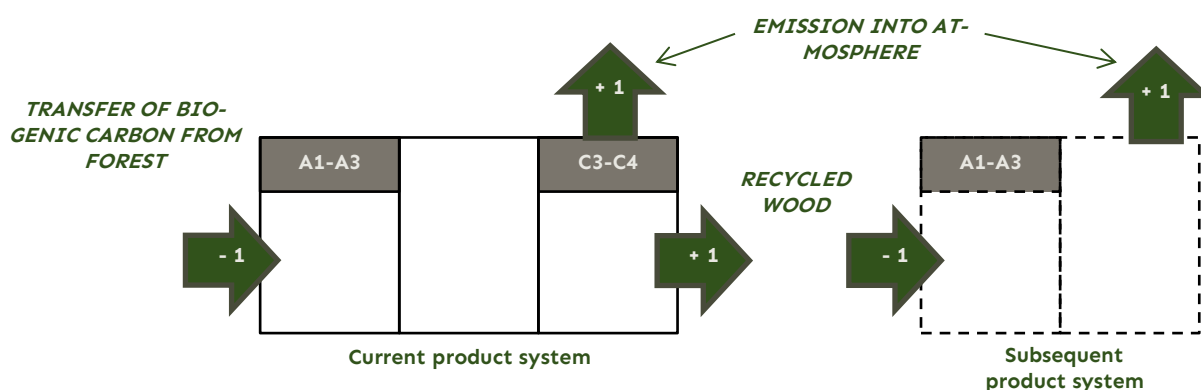 EMISSION INTO AT-
MOSPHERE
+ 1
+ 1
TRANSFER OF BIO-
GENIC CARBON FROM
FOREST
A1-A3
C3-C4
A1-A3
RECYCLED
WOOD
- 1
+ 1
- 1
Current product system
Subsequent
product system